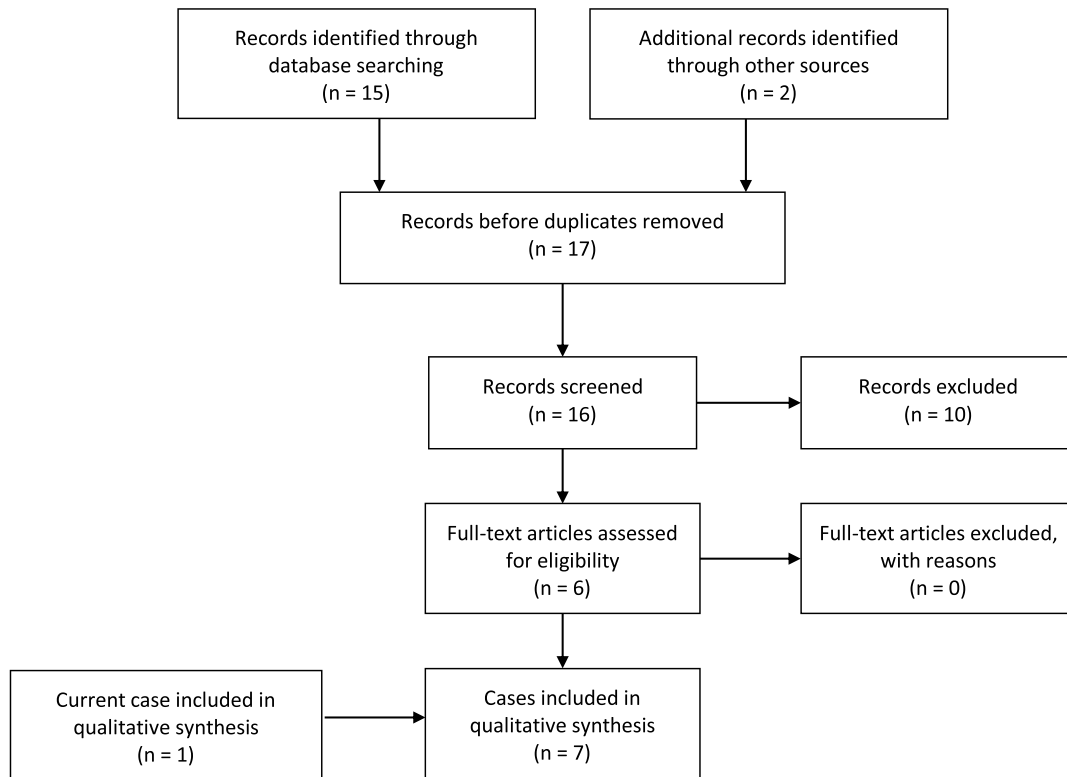 Records identified through
database searching
(n = 15)
Additional records identified
through other sources
(n = 2)
Records before duplicates removed
(n = 17)
Records screened
(n = 16)
Records excluded
(n = 10)
Full-text articles assessed
for eligibility
(n = 6)
Full-text articles excluded,
with reasons
(n = 0)
Current case included in
qualitative synthesis
(n = 1)
Cases included in
qualitative synthesis
(n = 7)